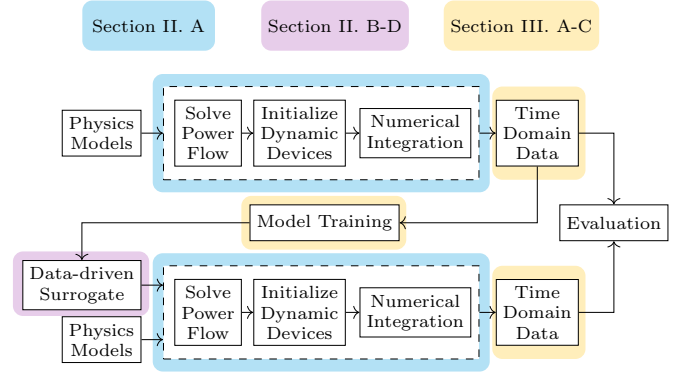 Section II. A
Section II. B-D
Section III. A-C
Physics
Models
Solve
Power
Flow
Initialize
Dynamic
Devices
Numerical
Integration
Time
Domain
Data
Model Training
Evaluation
Data-driven
Surrogate
Physics
Models
Solve
Power
Flow
Initialize
Dynamic
Devices
Numerical
Integration
Time
Domain
Data